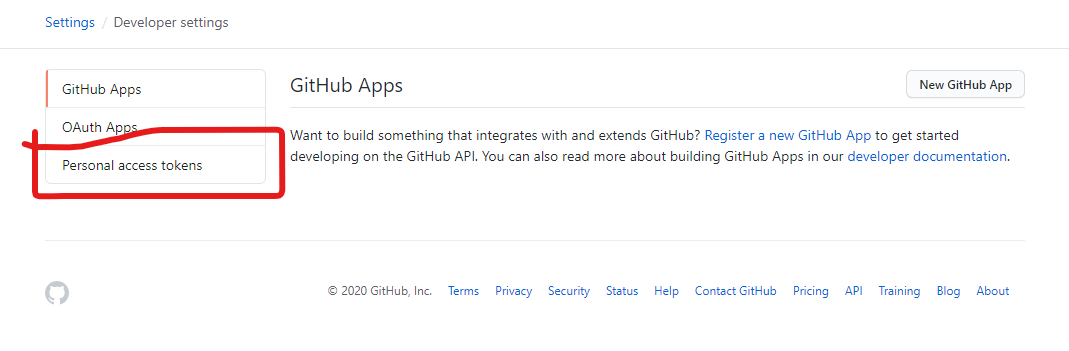 Settings / Developer settings
GitHub Apps
OAuth Apps
Personal access tokens
GitHub Apps
New GitHub App
Want to build something that integrates with and extends GitHub? Register a new GitHub App to get started
developing on the GitHub API. You can also read more about building GitHub Apps in our developer documentation.
© 2020 GitHub, Inc. Terms Privacy Security Status Help Contact GitHub Pricing API Training Blog About